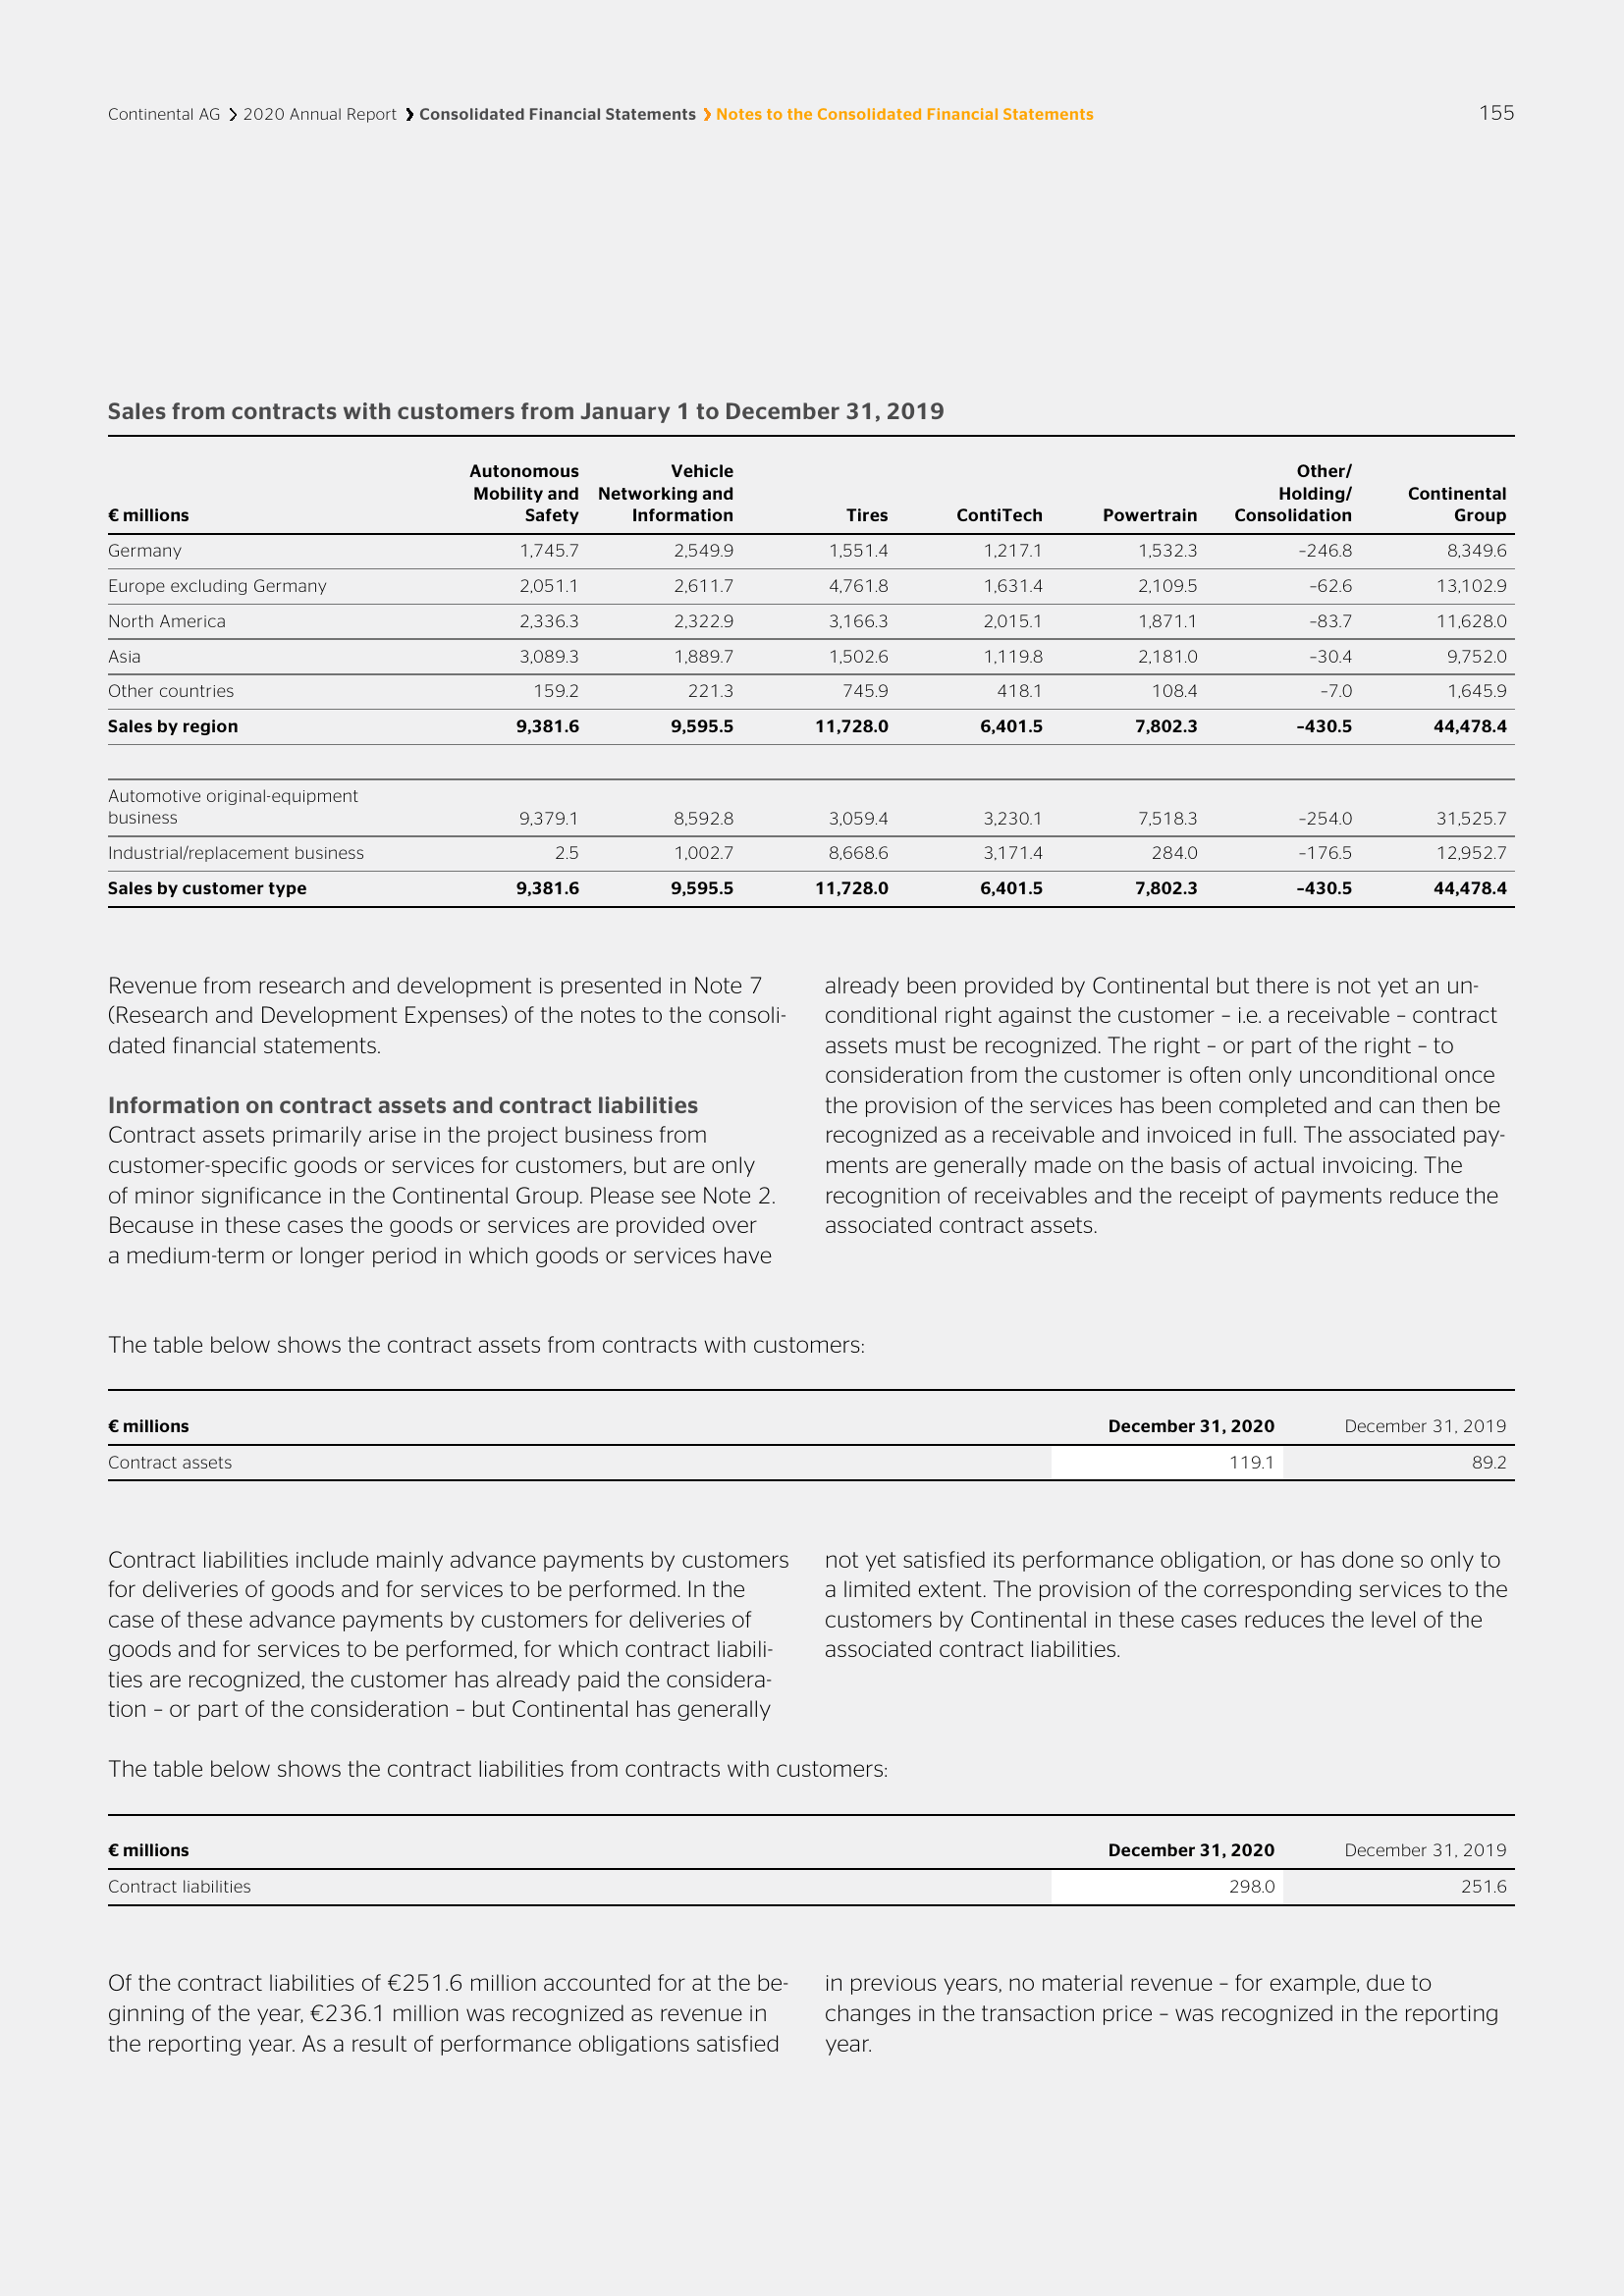 Continental AG ❯ 2020 Annual Report ❯ Consolidated Financial Statements ❯ Notes to the Consolidated Financial Statements 155
Sales from contracts with customers from January 1 to December 31, 2019
€ millions Autonomous Mobility and Safety Vehicle Networking and Information Tires ContiTech Powertrain Other/ Holding/ Consolidation Continental Group
Germany 1,745.7 2,549.9 1,551.4 1,217.1 1,532.3 –246.8 8,349.6
Europe excluding Germany 2,051.1 2,611.7 4,761.8 1,631.4 2,109.5 –62.6 13,102.9
North America 2,336.3 2,322.9 3,166.3 2,015.1 1,871.1 –83.7 11,628.0
Asia 3,089.3 1,889.7 1,502.6 1,119.8 2,181.0 –30.4 9,752.0
Other countries 159.2 221.3 745.9 418.1 108.4 –7.0 1,645.9
Sales by region 9,381.6 9,595.5 11,728.0 6,401.5 7,802.3 –430.5 44,478.4
Automotive original-equipment
business 9,379.1 8,592.8 3,059.4 3,230.1 7,518.3 –254.0 31,525.7
Industrial/replacement business 2.5 1,002.7 8,668.6 3,171.4 284.0 –176.5 12,952.7
Sales by customer type 9,381.6 9,595.5 11,728.0 6,401.5 7,802.3 –430.5 44,478.4
Revenue from research and development is presented in Note 7
(Research and Development Expenses) of the notes to the consoli-
dated financial statements.
Information on contract assets and contract liabilities
Contract assets primarily arise in the project business from
customer-specific goods or services for customers, but are only
of minor significance in the Continental Group. Please see Note 2.
Because in these cases the goods or services are provided over
a medium-term or longer period in which goods or services have
already been provided by Continental but there is not yet an un-
conditional right against the customer – i.e. a receivable – contract
assets must be recognized. The right – or part of the right – to
consideration from the customer is often only unconditional once
the provision of the services has been completed and can then be
recognized as a receivable and invoiced in full. The associated pay-
ments are generally made on the basis of actual invoicing. The
recognition of receivables and the receipt of payments reduce the
associated contract assets.
The table below shows the contract assets from contracts with customers:
€ millions December 31, 2020 December 31, 2019
Contract assets 119.1 89.2
Contract liabilities include mainly advance payments by customers
for deliveries of goods and for services to be performed. In the
case of these advance payments by customers for deliveries of
goods and for services to be performed, for which contract liabili-
ties are recognized, the customer has already paid the considera-
tion – or part of the consideration – but Continental has generally
not yet satisfied its performance obligation, or has done so only to
a limited extent. The provision of the corresponding services to the
customers by Continental in these cases reduces the level of the
associated contract liabilities.
The table below shows the contract liabilities from contracts with customers:
€ millions December 31, 2020 December 31, 2019
Contract liabilities 298.0 251.6
Of the contract liabilities of €251.6 million accounted for at the be-
ginning of the year, €236.1 million was recognized as revenue in
the reporting year. As a result of performance obligations satisfied
in previous years, no material revenue – for example, due to
changes in the transaction price – was recognized in the reporting
year.